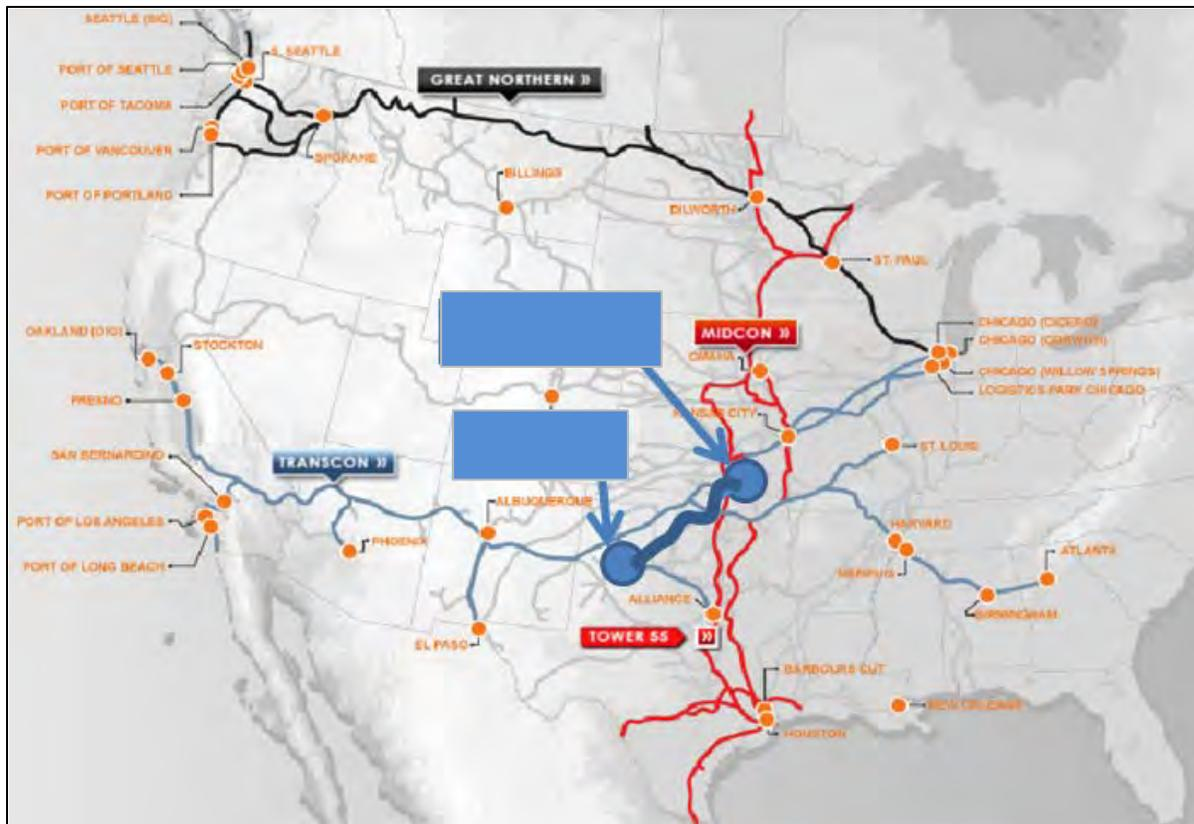 SEATTLE (SIG)
S. SEATTLE
PORT OF SEATTLE
GREAT NORTHERN »
PORT OF TACOMA
PORT OF VANCOUVER
SPOKANE
BILLINGS
PORT OF PORTLAND
DILWORTH
ST. PAUL
OAKLAND (OIG)
STOCKTON
MIDCON »
CHICAGO (CICERO)
CHICAGO (CORWITH)
OMAHA
CHICAGO (WILLOW SPRINGS)
LOGISTICS PARK CHICAGO
FRESNO
KANSAS CITY
ST. LOUIS
SAN BERNARDINO
TRANSCON »
ALBUQUERQUE
PORT OF LOS ANGELES
PHOENIX
HARVARD
PORT OF LONG BEACH
MEMPHIS
ATLANTA
ALLIANCE
BIRMINGHAM
EL PASO
TOWER 55 »
BARBOURS CUT
NEW ORLEANS
HOUSTON